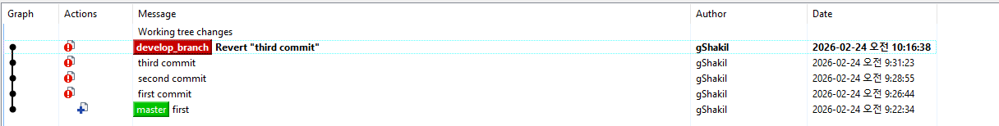 Graph Actions Message Author Date
Working tree changes
develop_branch Revert "third commit" gShakil 2026-02-24 오전 10:16:38
third commit gShakil 2026-02-24 오전 9:31:23
second commit gShakil 2026-02-24 오전 9:28:55
first commit gShakil 2026-02-24 오전 9:26:44
master first gShakil 2026-02-24 오전 9:22:34